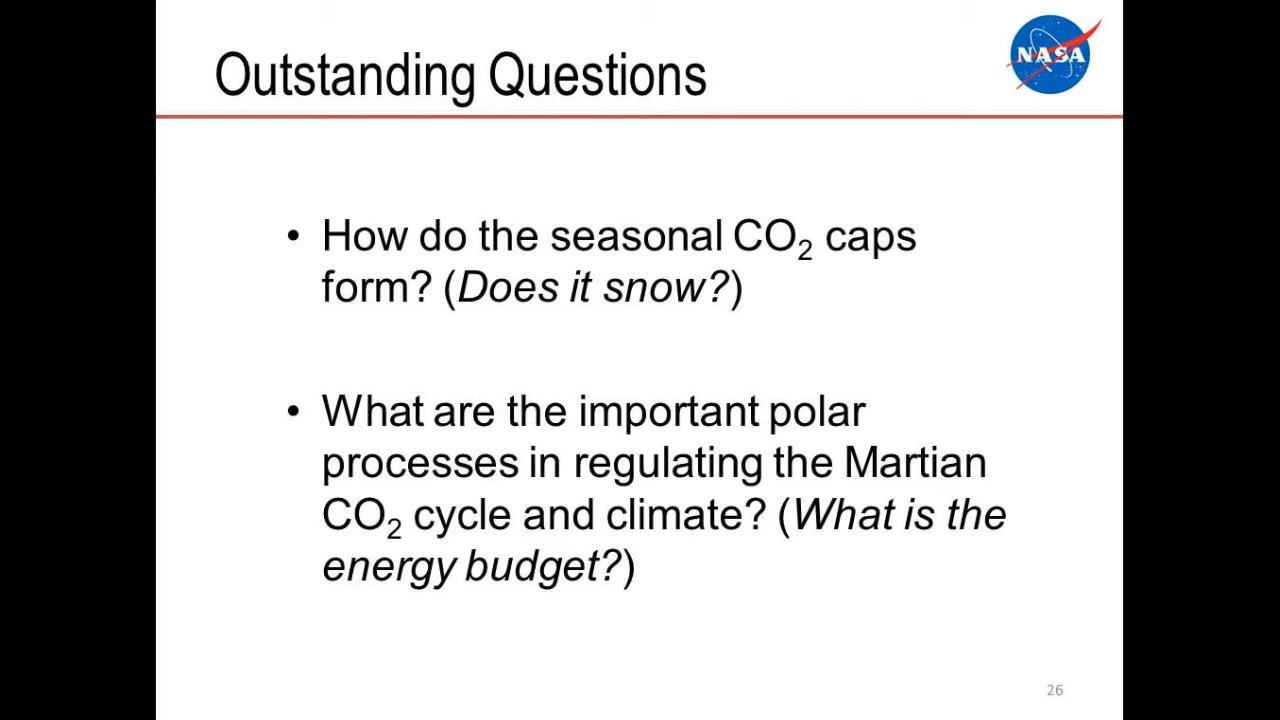 Outstanding Questions
NASA
• How do the seasonal CO₂ caps
form? (Does it snow?)
• What are the important polar
processes in regulating the Martian
CO₂ cycle and climate? (What is the
energy budget?)
26